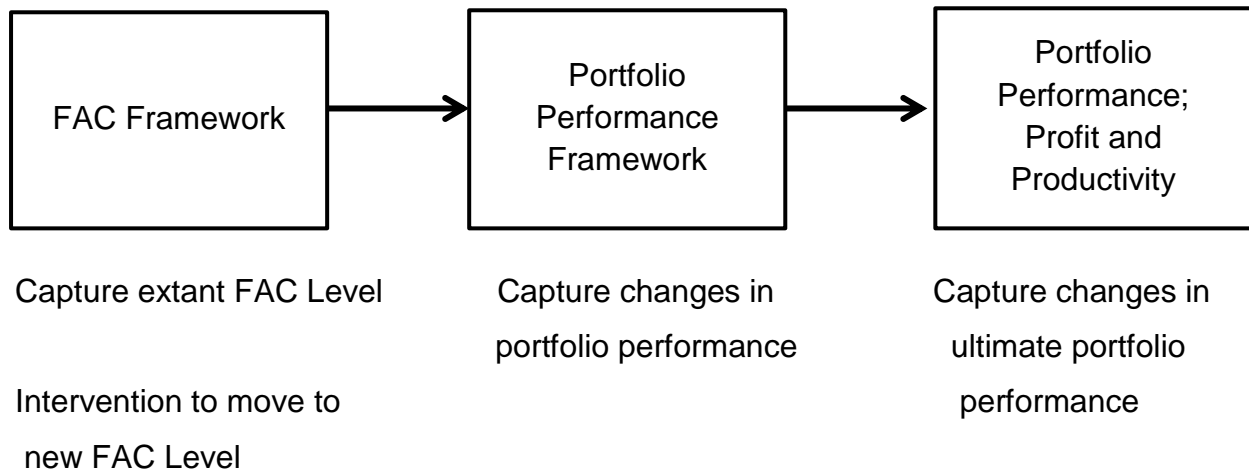 FAC Framework
Portfolio
Performance
Framework
Portfolio
Performance;
Profit and
Productivity
Capture extant FAC Level
Intervention to move to
new FAC Level
Capture changes in
portfolio performance
Capture changes in
ultimate portfolio
performance